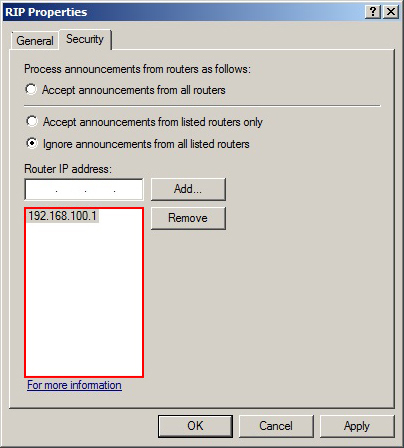 RIP Properties
General
Security
Process announcements from routers as follows:
Accept announcements from all routers
Accept announcements from listed routers only
Ignore announcements from all listed routers
Router IP address:
. . .
Add...
192.168.100.1
Remove
For more information
OK
Cancel
Apply